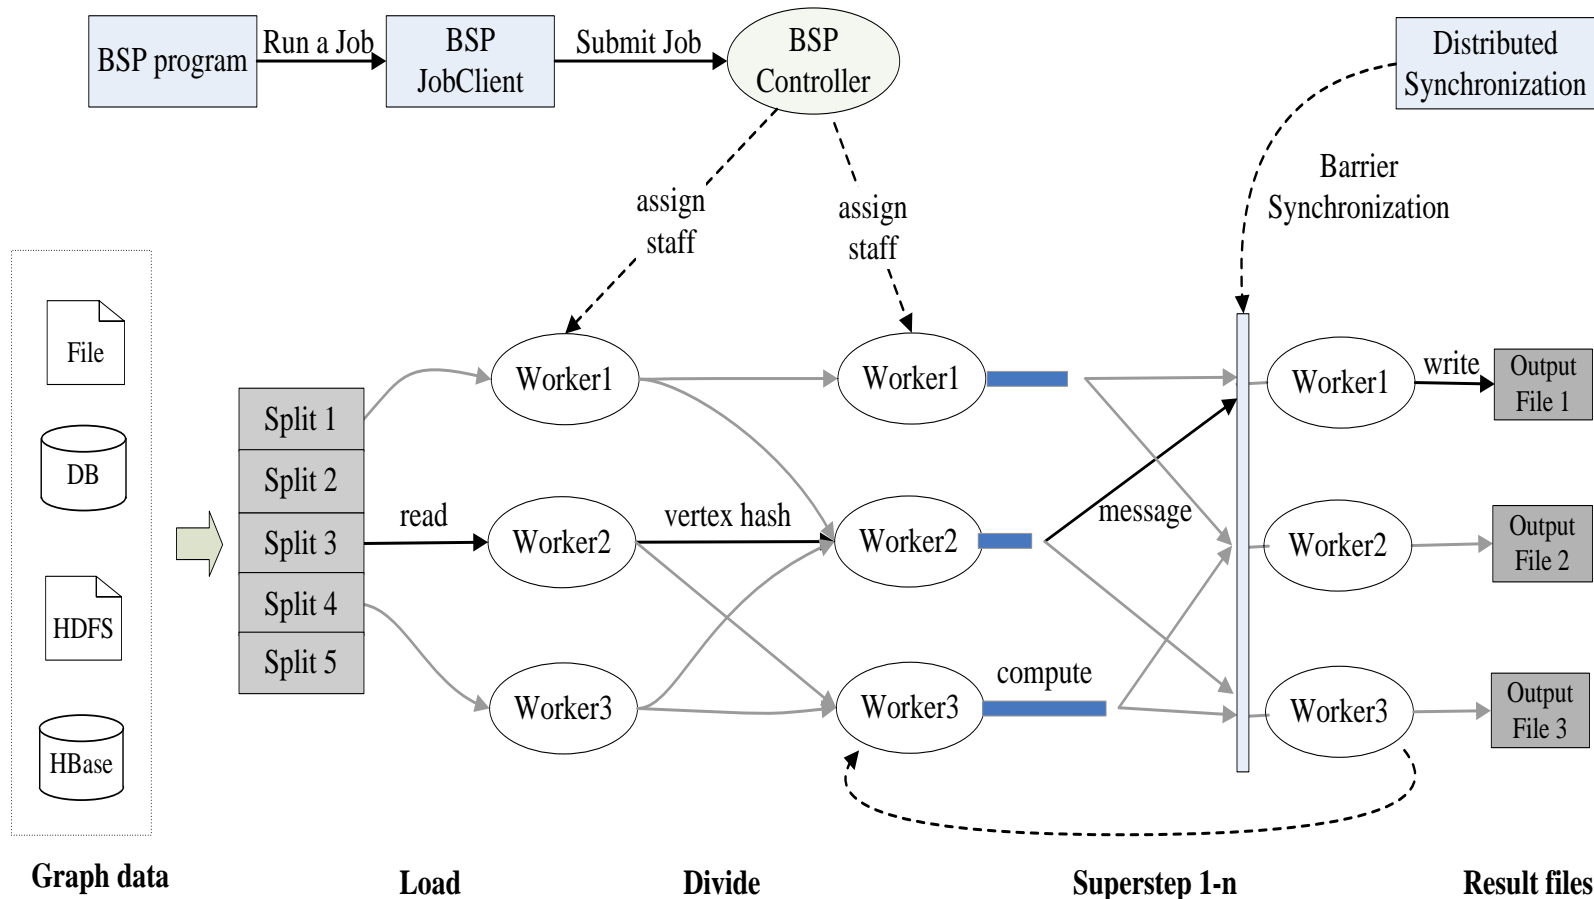 BSP program
Run a Job
BSP
JobClient
Submit Job
BSP
Controller
Distributed
Synchronization
Barrier
Synchronization
assign
staff
assign
staff
File
DB
HDFS
HBase
Split 1
Split 2
Split 3
Split 4
Split 5
read
Worker1
Worker2
Worker3
vertex hash
Worker1
Worker2
Worker3
compute
message
Worker1
Worker2
Worker3
write
Output
File 1
Output
File 2
Output
File 3
Graph data
Load
Divide
Superstep 1-n
Result files